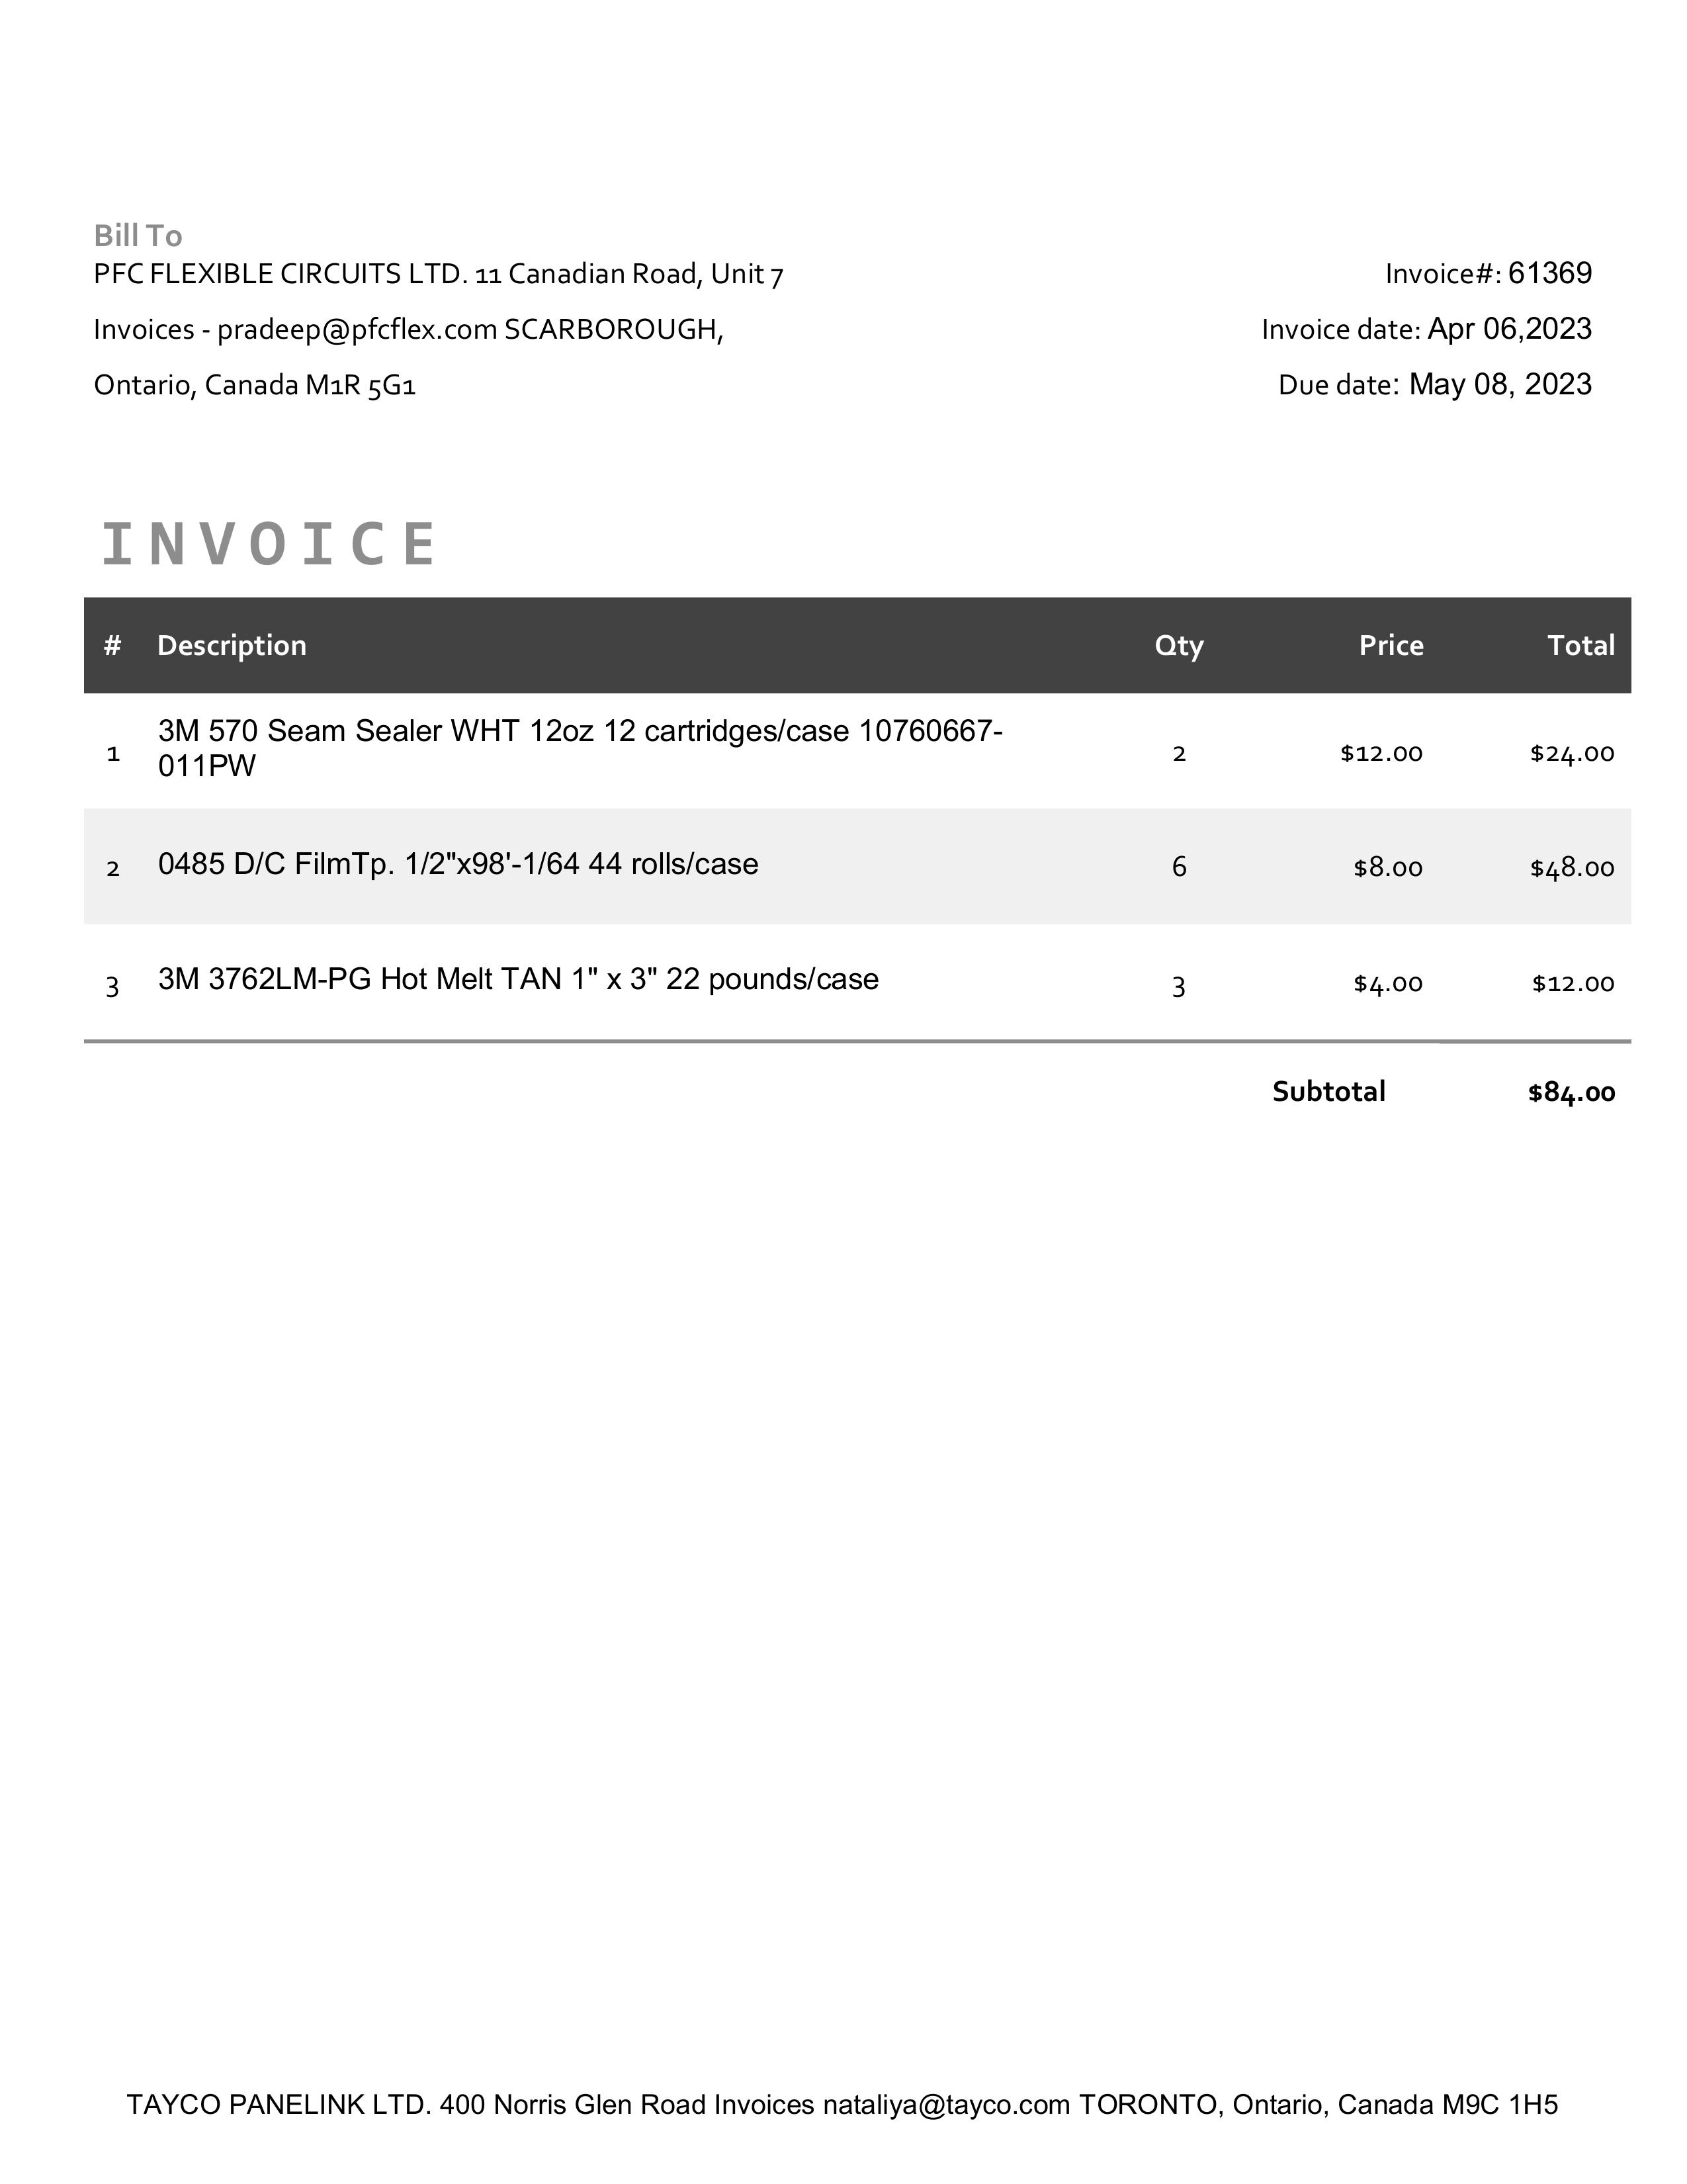 Bill To
PFC FLEXIBLE CIRCUITS LTD. 11 Canadian Road, Unit 7
Invoices - pradeep@pfcflex.com SCARBOROUGH,
Ontario, Canada M1R 5G1
Invoice#: 61369
Invoice date: Apr 06,2023
Due date: May 08, 2023
INVOICE
# Description Qty Price Total
1 3M 570 Seam Sealer WHT 12oz 12 cartridges/case 10760667-
011PW 2 $12.00 $24.00
2 0485 D/C FilmTp. 1/2"x98'-1/64 44 rolls/case 6 $8.00 $48.00
3 3M 3762LM-PG Hot Melt TAN 1" x 3" 22 pounds/case 3 $4.00 $12.00
Subtotal $84.00
TAYCO PANELINK LTD. 400 Norris Glen Road Invoices nataliya@tayco.com TORONTO, Ontario, Canada M9C 1H5